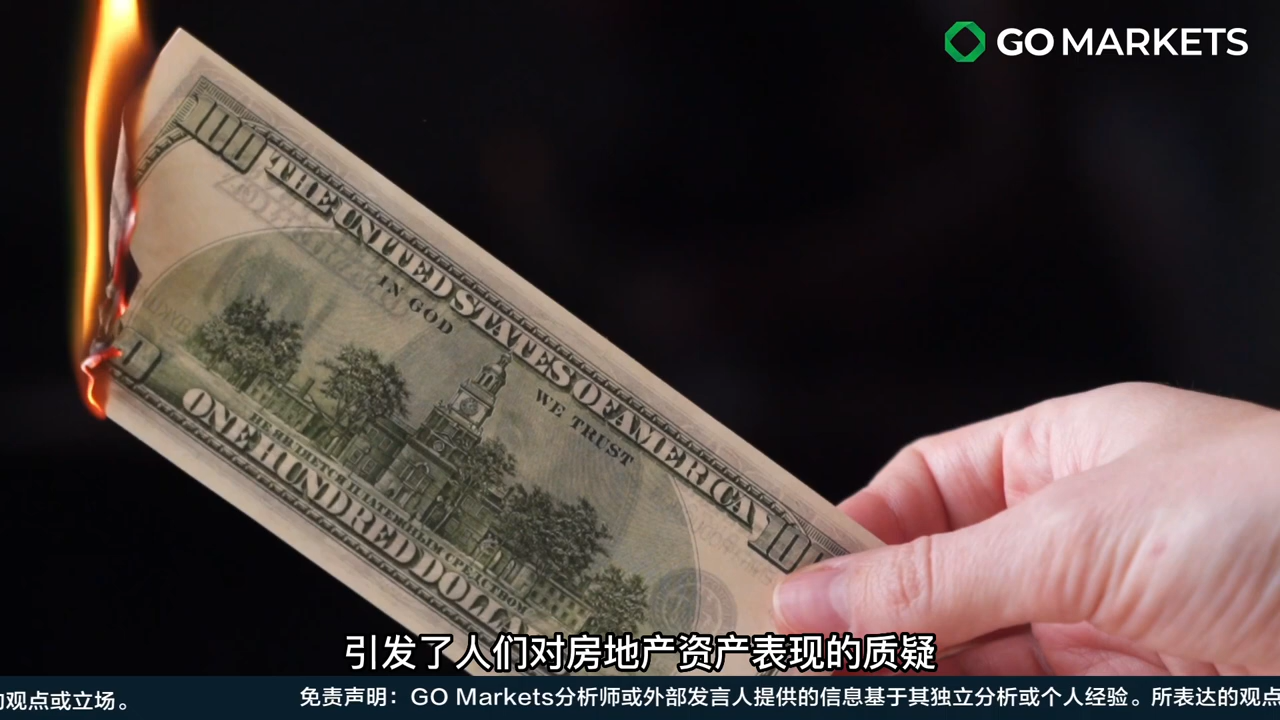 GO MARKETS
100
THE UNITED STATES OF AMERICA
IN GOD
WE TRUST
ONE HUNDRED DOLLA
引发了人们对房地产资产表现的质疑
的观点或立场。 免责声明：GO Markets分析师或外部发言人提供的信息基于其独立分析或个人经验。所表达的观点